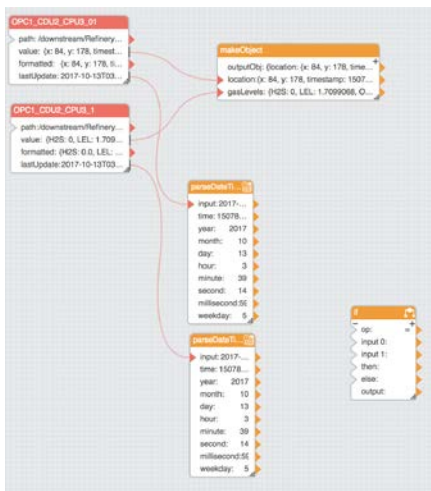 OPC1_CDU2_CPU3_01
path: /downstream/Refinery...
value: {x: 84, y: 178, timest...
formatted: {x: 84, y: 178, ti...
lastUpdate: 2017-10-13T03...
OPC1_CDU2_CPUS_1
path: /downstream/Refinery...
value: {H2S: 0, LEL: 1.709...
formatted: {H2S: 0.0, LEL: ...
lastUpdate: 2017-10-13T03...
makeObject
+
outputObj: {location: {x: 84, y: 178, time...
location: {x: 84, y: 178, timestamp: 1507...
gasLevels: {H2S: 0, LEL: 1.7099068, O...
parseDateTi...
input: 2017-...
time: 15078...
year: 2017
month: 10
day: 13
hour: 3
minute: 39
second: 14
millisecond:
weekday: 5
parseDateTi...
input: 2017-...
time: 15078...
year: 2017
month: 10
day: 13
hour: 3
minute: 39
second: 14
millisecond:
weekday: 5
if
− +
op: =
input 0:
input 1:
then:
else:
output: